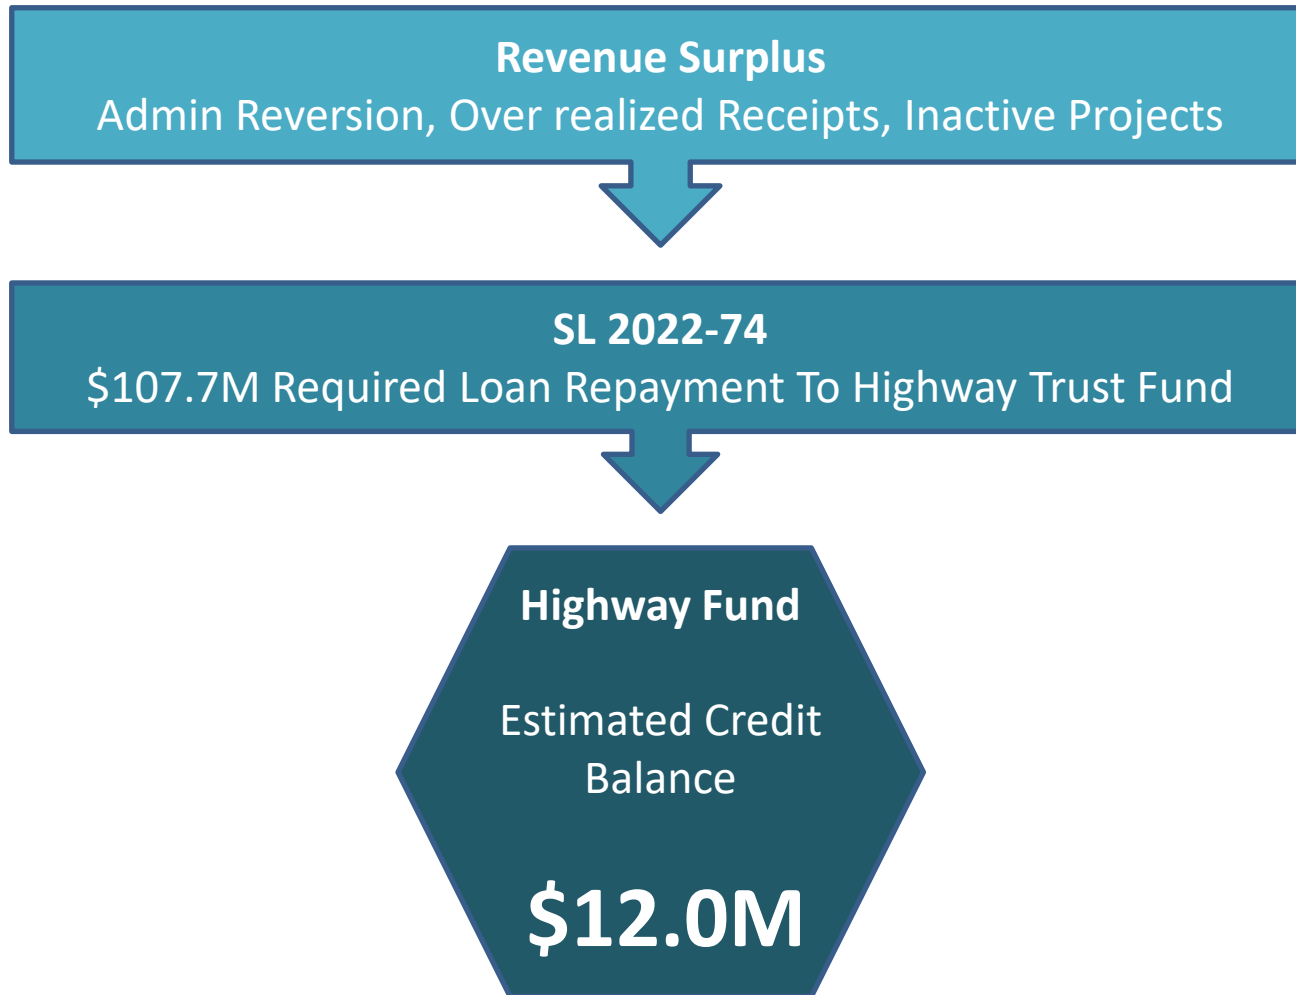 Revenue Surplus
Admin Reversion, Over realized Receipts, Inactive Projects
SL 2022-74
$107.7M Required Loan Repayment To Highway Trust Fund
Highway Fund
Estimated Credit
Balance
$12.0M